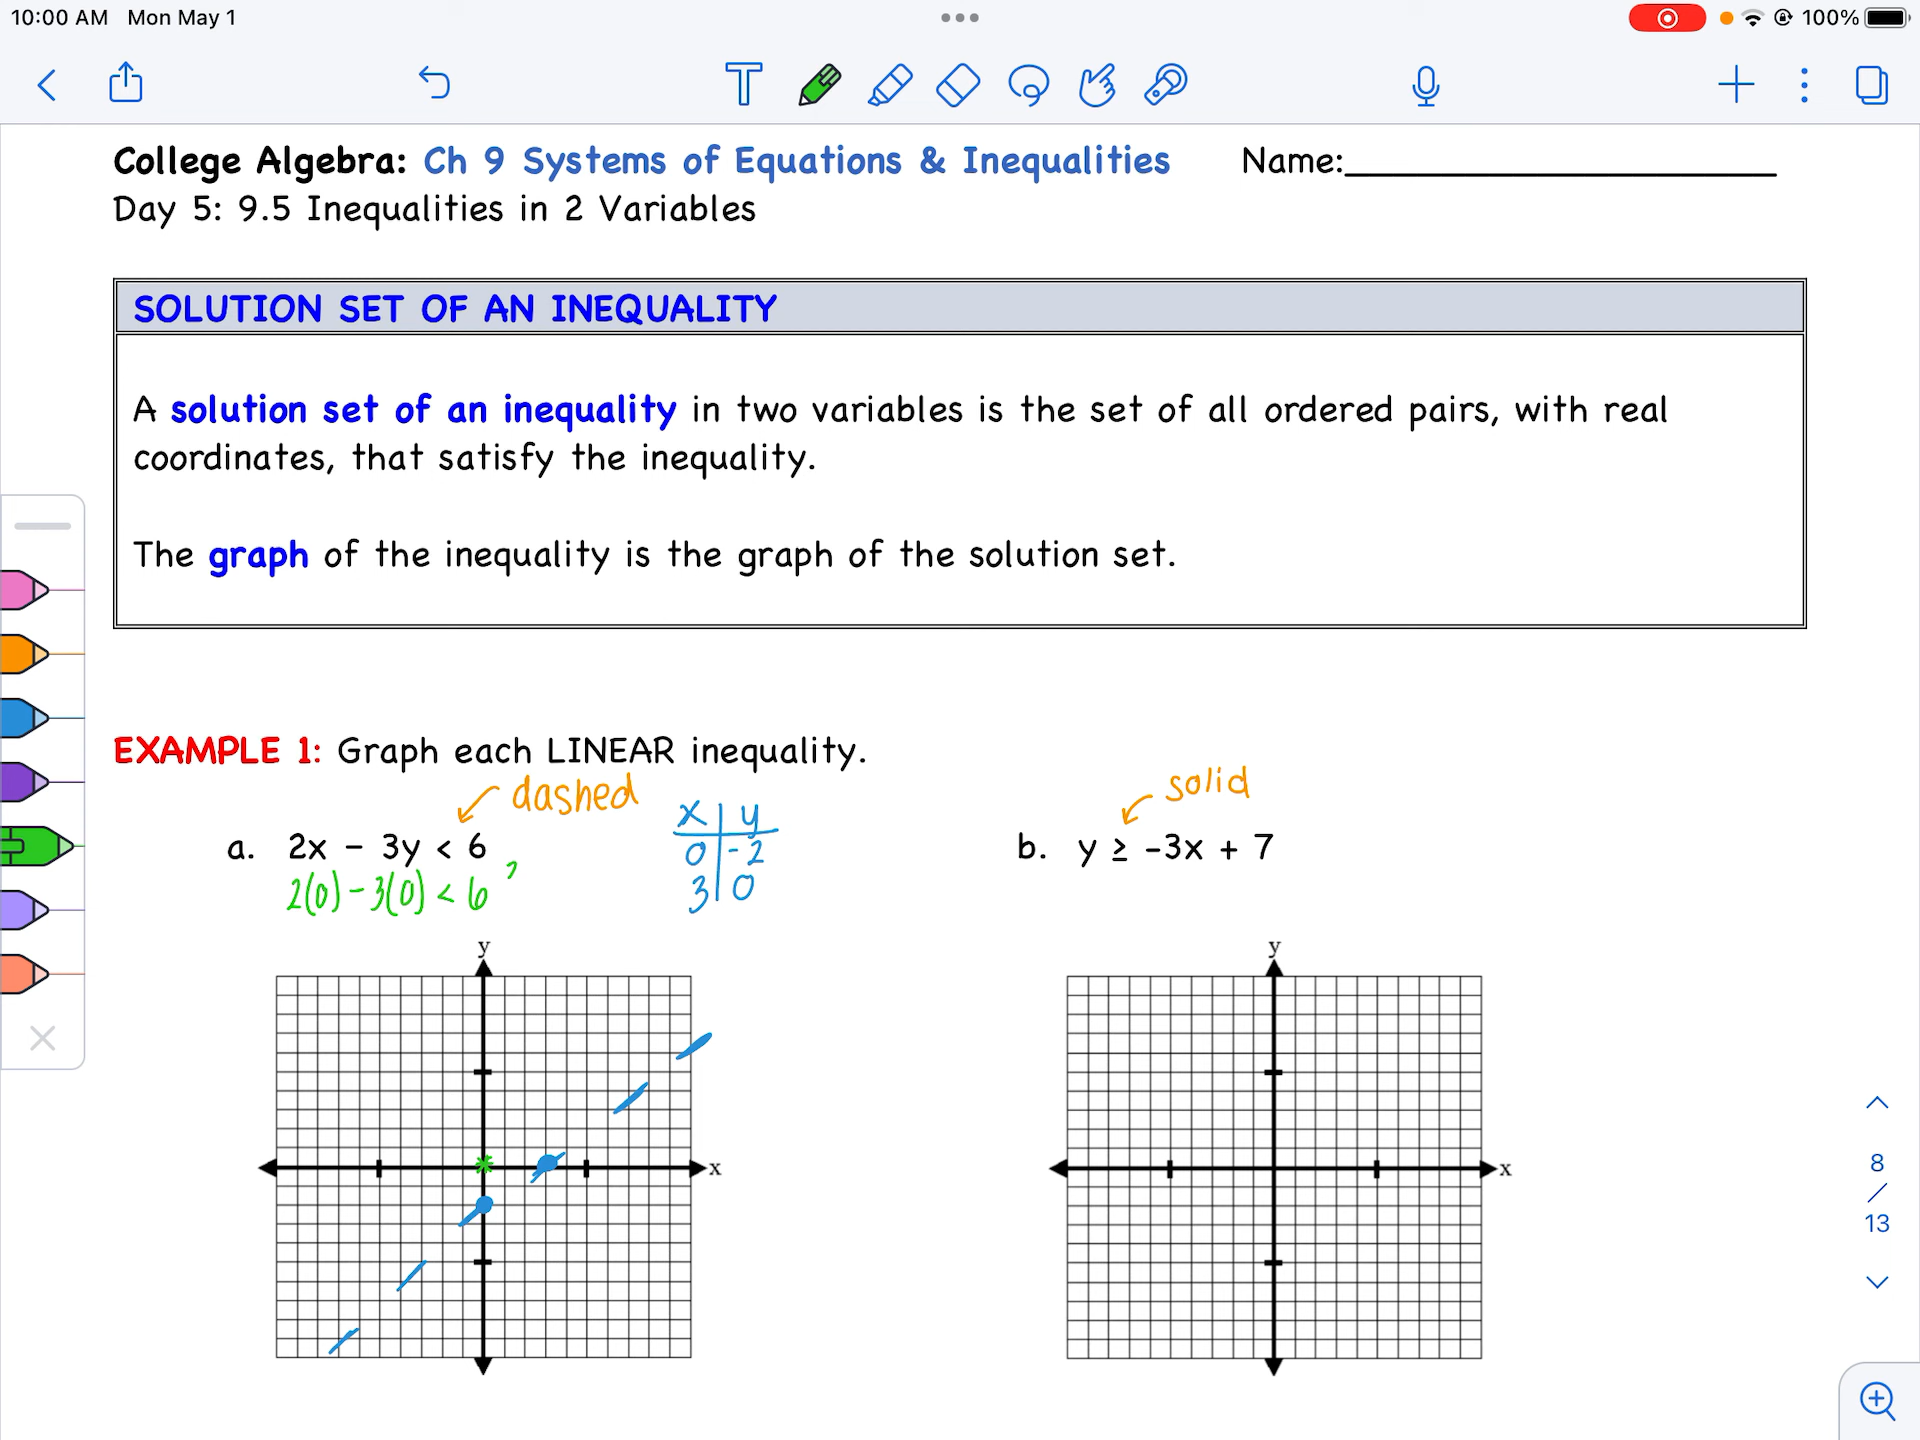 10:00 AM Mon May 1
100%
College Algebra: Ch 9 Systems of Equations & Inequalities Name:
Day 5: 9.5 Inequalities in 2 Variables
SOLUTION SET OF AN INEQUALITY
A solution set of an inequality in two variables is the set of all ordered pairs, with real
coordinates, that satisfy the inequality.
The graph of the inequality is the graph of the solution set.
EXAMPLE 1: Graph each LINEAR inequality.
dashed
a. 2x - 3y < 6
2(0) - 3(0) < 6 ?
x y
0 -2
3 0
solid
b. y ≥ -3x + 7
y
x
y
x
8
/
13